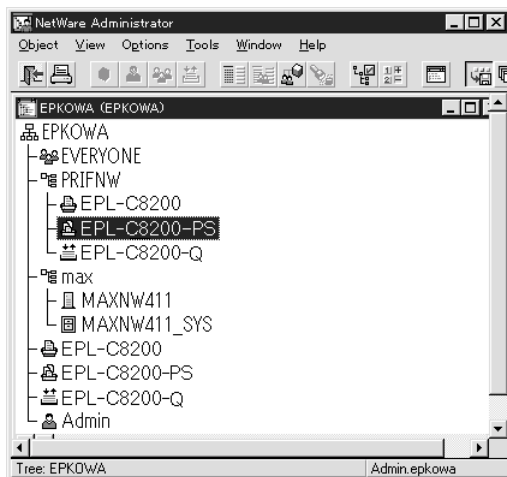 NetWare Administrator
Object View Options Tools Window Help
EPKOWA (EPKOWA)
EPKOWA
EVERYONE
PRIFNW
EPL-C8200
EPL-C8200-PS
EPL-C8200-Q
max
MAXNW411
MAXNW411_SYS
EPL-C8200
EPL-C8200-PS
EPL-C8200-Q
Admin
Tree: EPKOWA Admin.epkowa